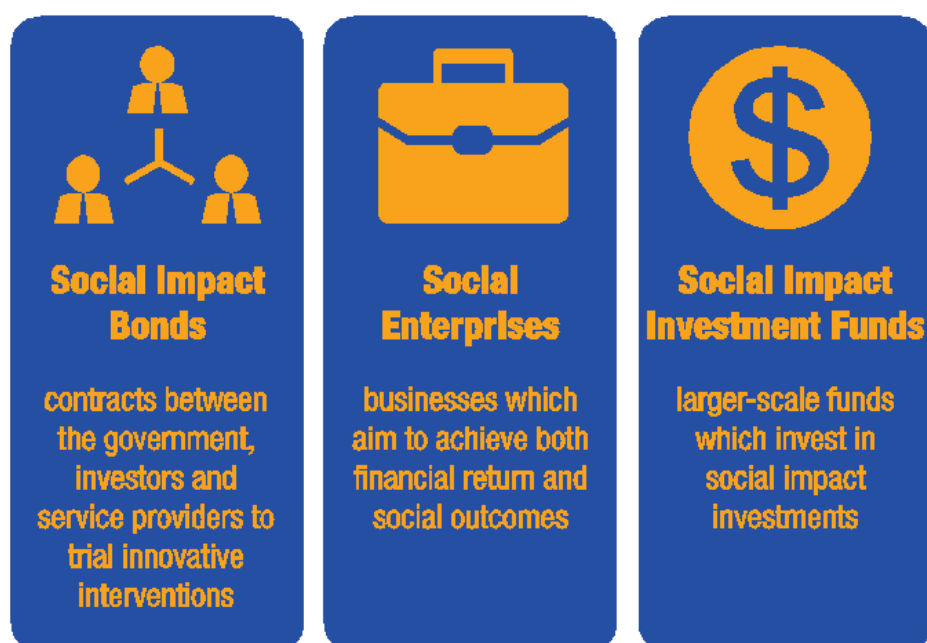 Social Impact
Bonds
contracts between
the government,
investors and
service providers to
trial innovative
interventions
Social
Enterprises
businesses which
aim to achieve both
financial return and
social outcomes
$
Social Impact
Investment Funds
larger-scale funds
which invest in
social impact
investments